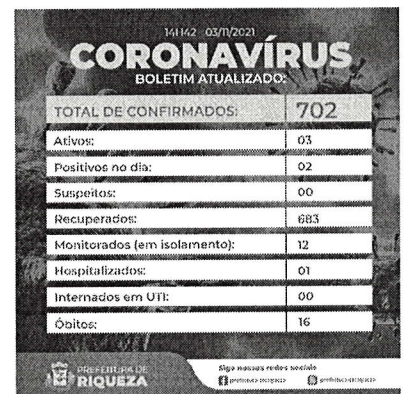 14H42 03/11/2021
CORONAVÍRUS
BOLETIM ATUALIZADO:
TOTAL DE CONFIRMADOS: 702
Ativos: 03
Positivos no dia: 02
Suspeitos: 00
Recuperados: 683
Monitorados (em isolamento): 12
Hospitalizados: 01
Internados em UTI: 00
Óbitos: 16
PREFEITURA DE
RIQUEZA
Siga nossas redes sociais